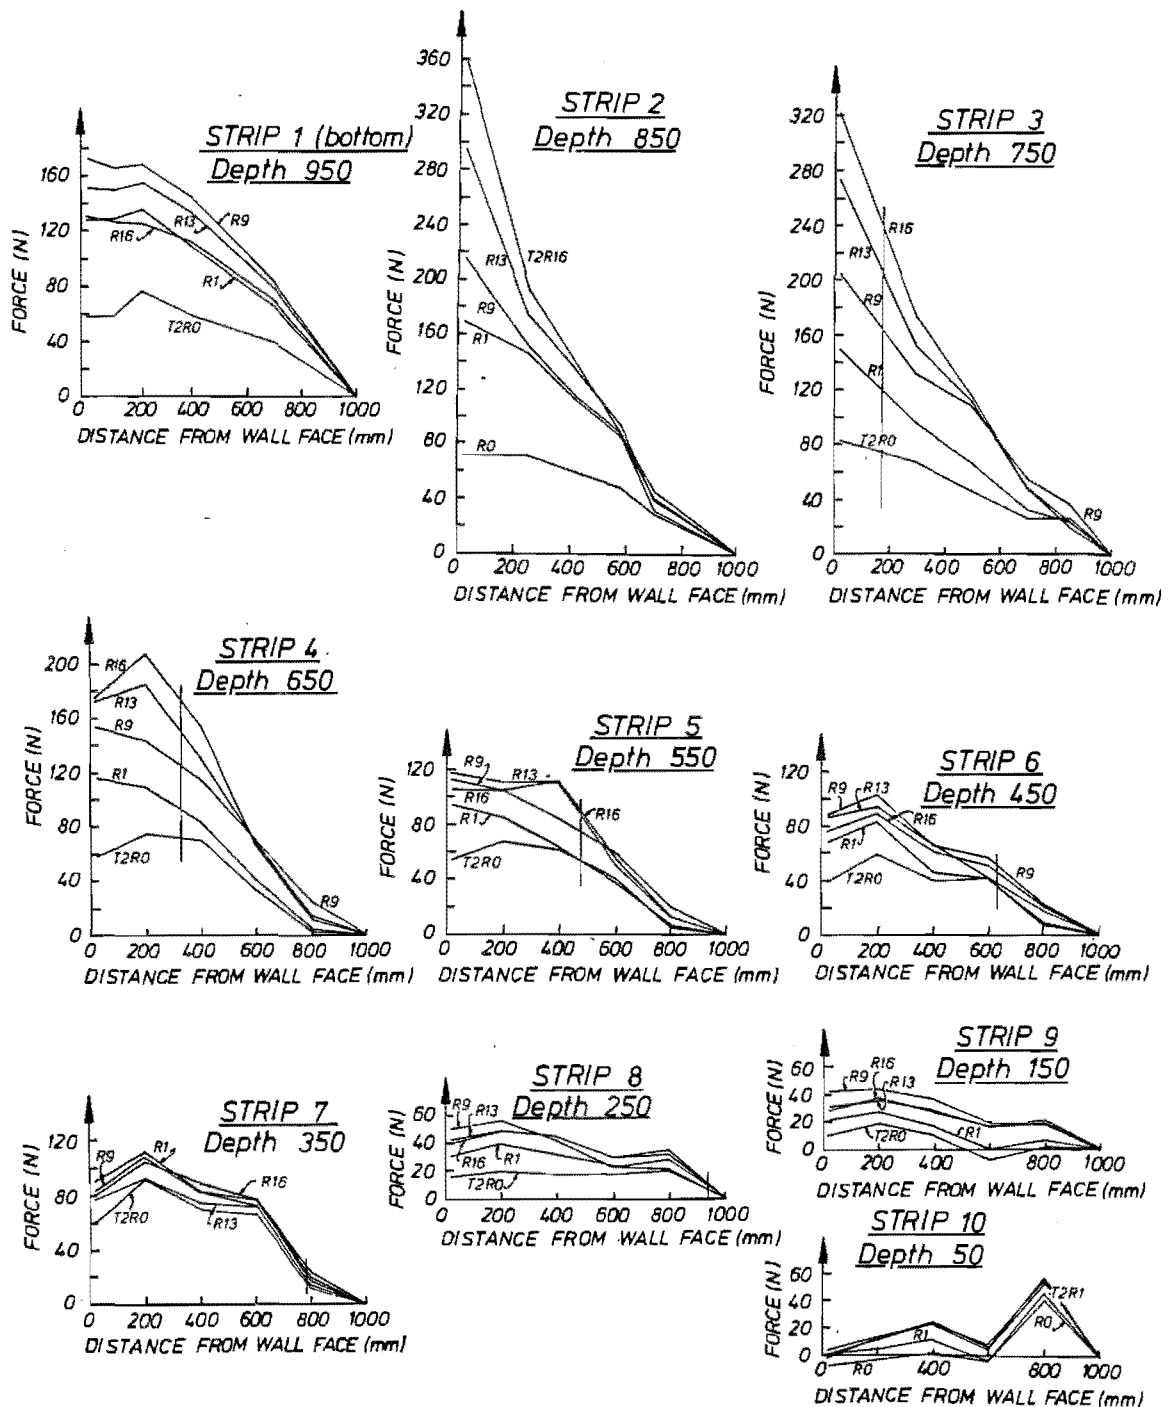 STRIP 1 (bottom)
Depth 950
FORCE (N)
160
120
80
40
0
R13
R9
R16
R1
T2R0
0 200 400 600 800 1000
DISTANCE FROM WALL FACE (mm)
STRIP 2
Depth 850
FORCE (N)
360
320
280
240
200
160
120
80
40
0
T2R16
R13
R9
R1
R0
0 200 400 600 800 1000
DISTANCE FROM WALL FACE (mm)
STRIP 3
Depth 750
FORCE (N)
320
280
240
200
160
120
80
40
0
R16
R13
R9
R1
T2R0
R9
0 200 400 600 800 1000
DISTANCE FROM WALL FACE (mm)
STRIP 4
Depth 650
FORCE (N)
200
160
120
80
40
0
R16
R13
R9
R1
T2R0
R9
0 200 400 600 800 1000
DISTANCE FROM WALL FACE (mm)
STRIP 5
Depth 550
FORCE (N)
120
80
40
0
R9
R13
R16
R16
R1
T2R0
0 200 400 600 800 1000
DISTANCE FROM WALL FACE (mm)
STRIP 6
Depth 450
FORCE (N)
120
80
40
0
R9
R13
R16
R1
T2R0
R9
0 200 400 600 800 1000
DISTANCE FROM WALL FACE (mm)
STRIP 7
Depth 350
FORCE (N)
120
80
40
0
R9
R1
R16
T2R0
R13
0 200 400 600 800 1000
DISTANCE FROM WALL FACE (mm)
STRIP 8
Depth 250
FORCE (N)
60
40
20
0
R9
R13
R16
R1
T2R0
0 200 400 600 800 1000
DISTANCE FROM WALL FACE (mm)
STRIP 9
Depth 150
FORCE (N)
60
40
20
0
R9
R16
R13
R1
T2R0
0 200 400 600 800 1000
DISTANCE FROM WALL FACE (mm)
STRIP 10
Depth 50
FORCE (N)
60
40
20
0
R1
T2R1
R0
R0
0 400 800 1000
DISTANCE FROM WALL FACE (mm)